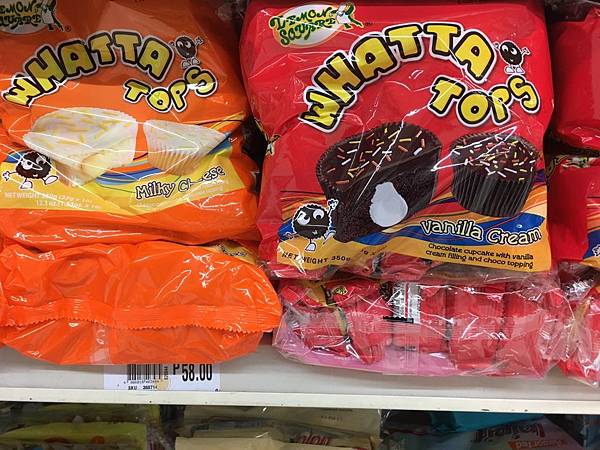 LEMON
SQUARE
WHATTA
TOPS
Milky Cheese
NET WEIGHT
LEMON
SQUARE
WHATTA
TOPS
Vanilla Cream
Chocolate cupcake with vanilla
cream filling and choco topping
NET WEIGHT 350g
P58.00
SKU